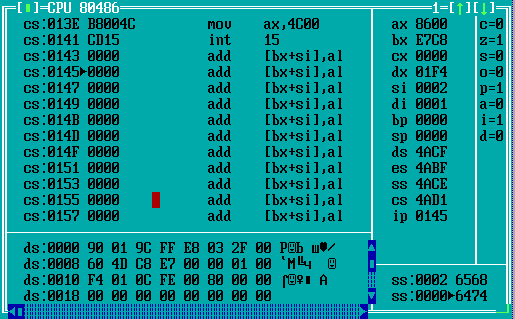 [■]=CPU 80486 1=[↑][↓]
cs:013E B8004C mov ax,4C00
cs:0141 CD15 int 15
cs:0143 0000 add [bx+si],al
cs:0145►0000 add [bx+si],al
cs:0147 0000 add [bx+si],al
cs:0149 0000 add [bx+si],al
cs:014B 0000 add [bx+si],al
cs:014D 0000 add [bx+si],al
cs:014F 0000 add [bx+si],al
cs:0151 0000 add [bx+si],al
cs:0153 0000 add [bx+si],al
cs:0155 0000 add [bx+si],al
cs:0157 0000 add [bx+si],al
ax 8600 c=0
bx E7C8 z=1
cx 0000 s=0
dx 01F4 o=0
si 0002 p=1
di 0001 a=0
bp 0000 i=1
sp 0000 d=0
ds 4ACF
es 4ABF
ss 4ACE
cs 4AD1
ip 0145
ds:0000 90 01 9C FF E8 03 2F 00 Р☺Ь ш♥/
ds:0008 60 4D C8 E7 00 00 01 00 `M╚ч ☺
ds:0010 F4 01 0C FE 00 80 00 00
ds:0018 00 00 00 00 00 00 00 00
ss:0002 6568
ss:0000►6474